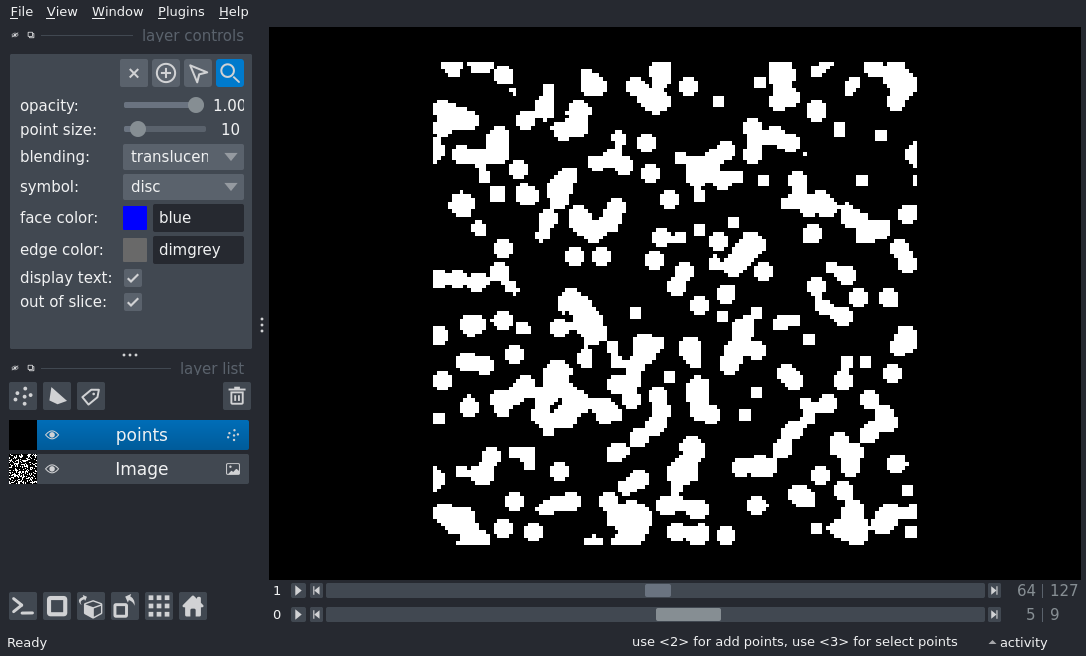 File View Window Plugins Help
layer controls
opacity: 1.00
point size: 10
blending: translucen
symbol: disc
face color: blue
edge color: dimgrey
display text:
out of slice:
layer list
points
Image
1 64 127
0 5 9
Ready use <2> for add points, use <3> for select points activity